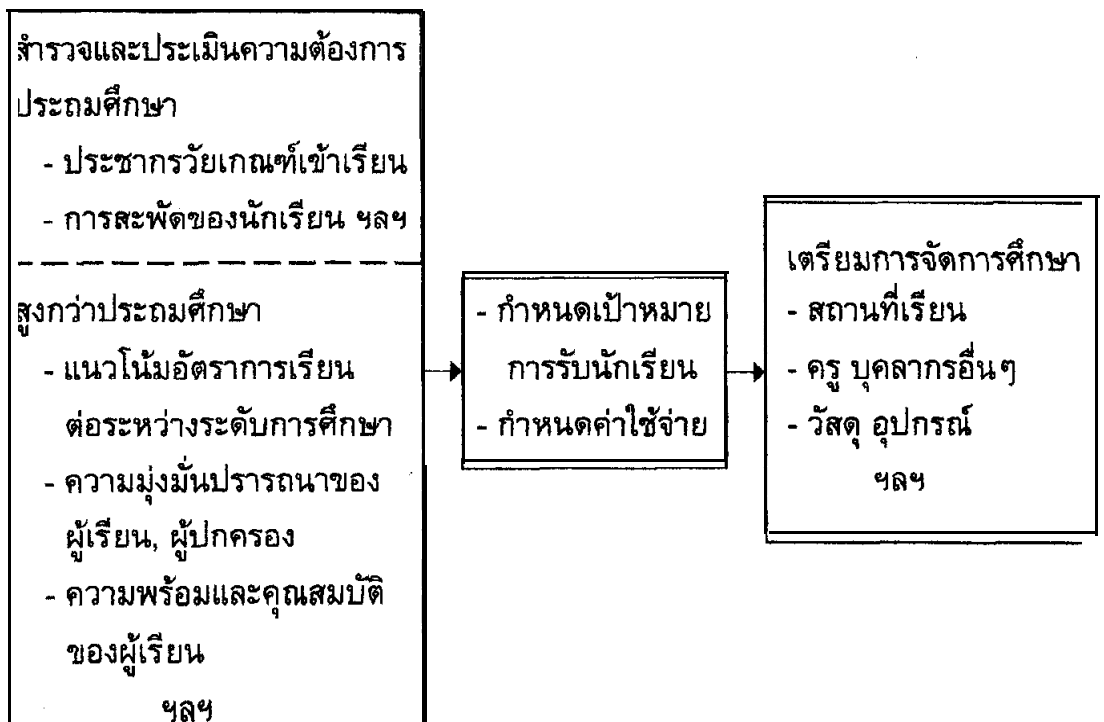 สำรวจและประเมินความต้องการ
ประถมศึกษา
- ประชากรวัยเกณฑ์เข้าเรียน
- การสะพัดของนักเรียน ฯลฯ
สูงกว่าประถมศึกษา
- แนวโน้มอัตราการเรียน
ต่อระหว่างระดับการศึกษา
- ความมุ่งมั่นปรารถนาของ
ผู้เรียน, ผู้ปกครอง
- ความพร้อมและคุณสมบัติ
ของผู้เรียน
ฯลฯ
- กำหนดเป้าหมาย
การรับนักเรียน
- กำหนดค่าใช้จ่าย
เตรียมการจัดการศึกษา
- สถานที่เรียน
- ครู บุคลากรอื่นๆ
- วัสดุ อุปกรณ์
ฯลฯ